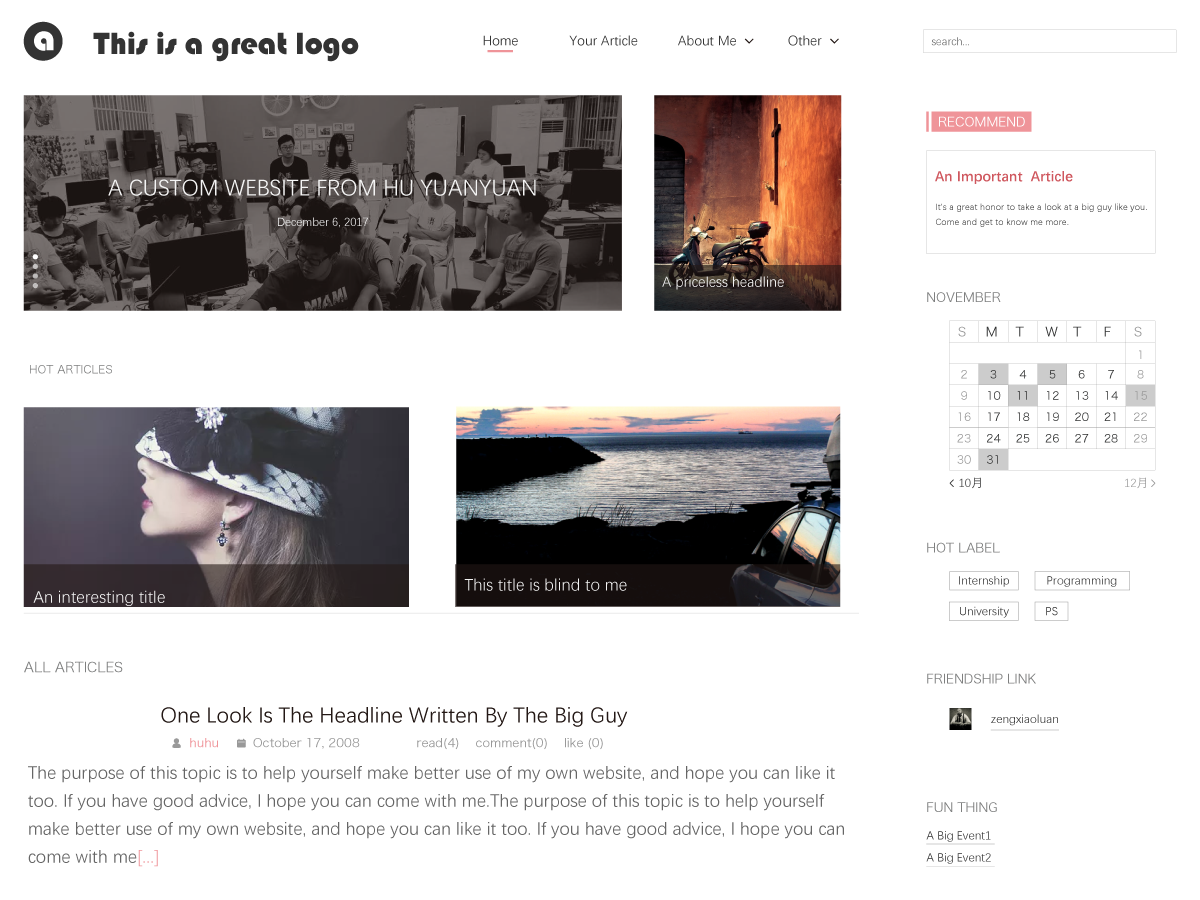 a This is a great logo
Home Your Article About Me Other
search...
A CUSTOM WEBSITE FROM HU YUANYUAN
December 6, 2017
MIAMI
A priceless headline
RECOMMEND
An Important Article
It's a great honor to take a look at a big guy like you.
Come and get to know me more.
NOVEMBER
S M T W T F S
1
2 3 4 5 6 7 8
9 10 11 12 13 14 15
16 17 18 19 20 21 22
23 24 25 26 27 28 29
30 31
10月 12月
HOT ARTICLES
An interesting title
This title is blind to me
HOT LABEL
Internship Programming
University PS
FRIENDSHIP LINK
zengxiaoluan
FUN THING
A Big Event1
A Big Event2
ALL ARTICLES
One Look Is The Headline Written By The Big Guy
huhu October 17, 2008 read(4) comment(0) like (0)
The purpose of this topic is to help yourself make better use of my own website, and hope you can like it
too. If you have good advice, I hope you can come with me.The purpose of this topic is to help yourself
make better use of my own website, and hope you can like it too. If you have good advice, I hope you can
come with me[...]